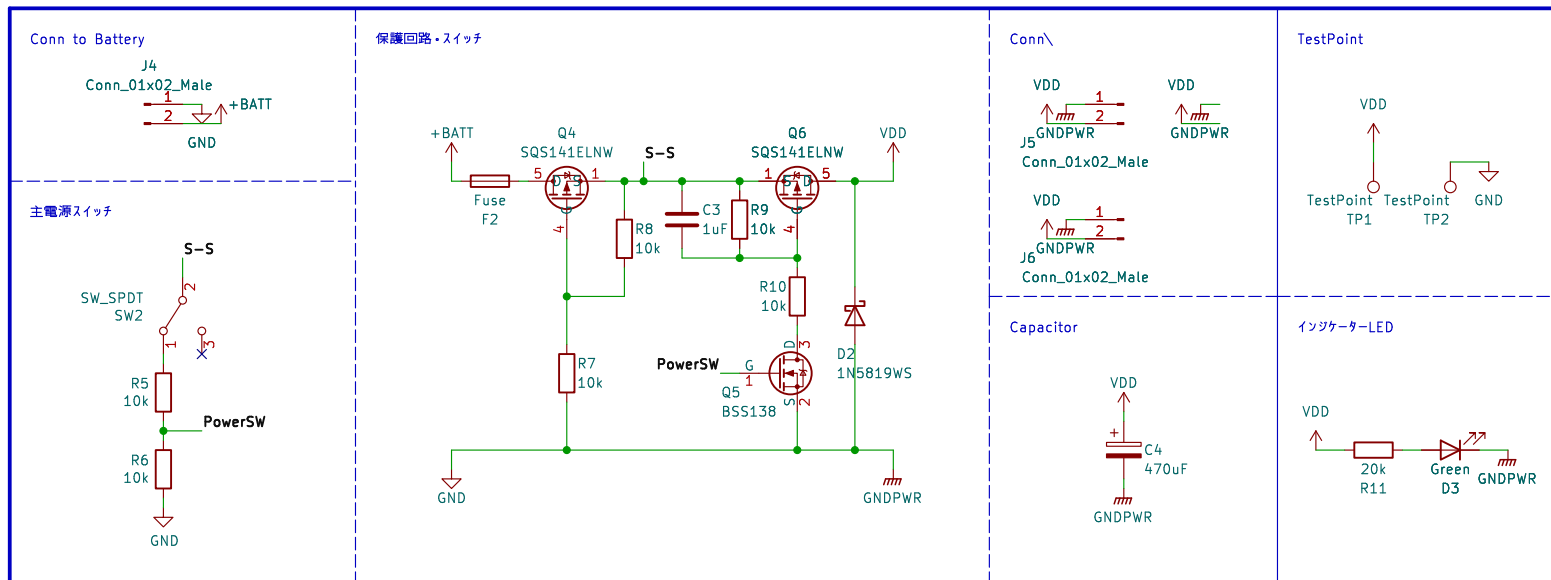 Conn to Battery
J4
Conn_01x02_Male
1
2
+BATT
GND
主電源スイッチ
S-S
2
SW_SPDT
SW2
1
3
R5
10k
PowerSW
R6
10k
GND
保護回路・スイッチ
+BATT
Q4
SQS141ELNW
S-S
Q6
SQS141ELNW
VDD
5
D
S
1
G
4
Fuse
F2
R8
10k
C3
1uF
R9
10k
1
S
D
5
G
4
R10
10k
R7
10k
PowerSW
G
1
D
3
S
2
Q5
BSS138
D2
1N5819WS
GND
GNDPWR
Conn\
VDD
1
2
GNDPWR
J5
Conn_01x02_Male
VDD
GNDPWR
VDD
1
2
GNDPWR
J6
Conn_01x02_Male
TestPoint
VDD
TestPoint
TP1
TestPoint
TP2
GND
Capacitor
VDD
+
C4
470uF
GNDPWR
インジケーターLED
VDD
20k
R11
Green
D3
GNDPWR